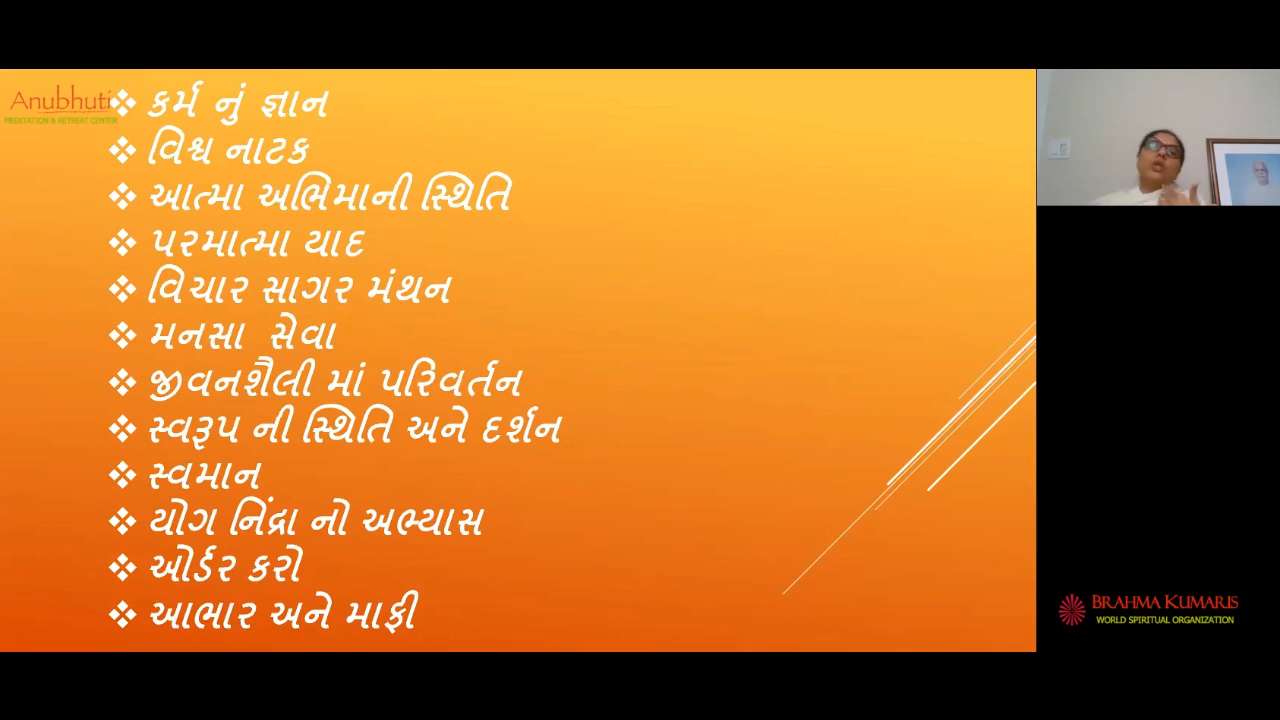 Anubhuti
MEDITATION & RETREAT CENTER
❖ કર્મ નું જ્ઞાન
❖ વિશ્વ નાટક
❖ આત્મા અભિમાની સ્થિતિ
❖ પરમાત્મા યાદ
❖ વિચાર સાગર મંથન
❖ મનસા સેવા
❖ જીવનશૈલી માં પરિવર્તન
❖ સ્વરૂપ ની સ્થિતિ અને દર્શન
❖ સ્વમાન
❖ યોગ નિંદ્રા નો અભ્યાસ
❖ ઓર્ડર કરો
❖ આભાર અને માફી
BRAHMA KUMARIS
WORLD SPIRITUAL ORGANIZATION